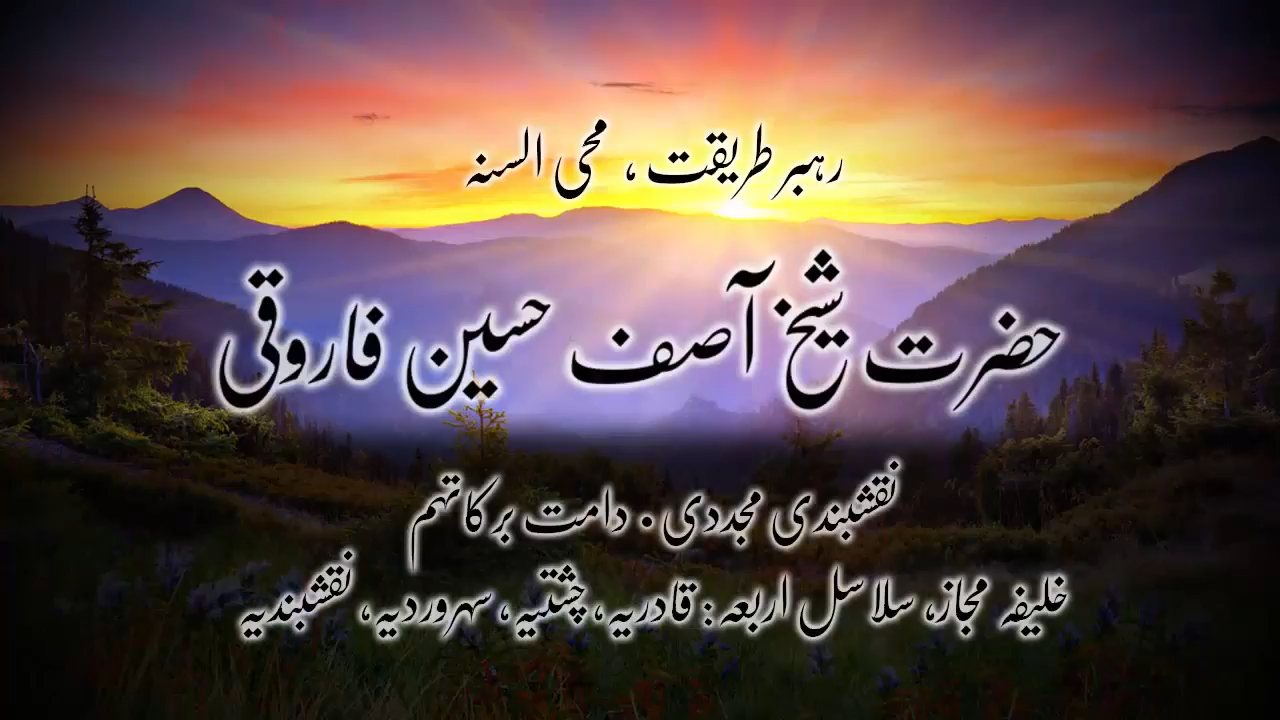 رہبر طریقت ، محی السنہ
حضرت شیخ آصف حسین فاروقی
نقشبندی مجددی . دامت برکاتہم
خلیفہ مجاز، سلاسل اربعہ : قادریہ ، چشتیہ ، سہروردیہ ، نقشبندیہ